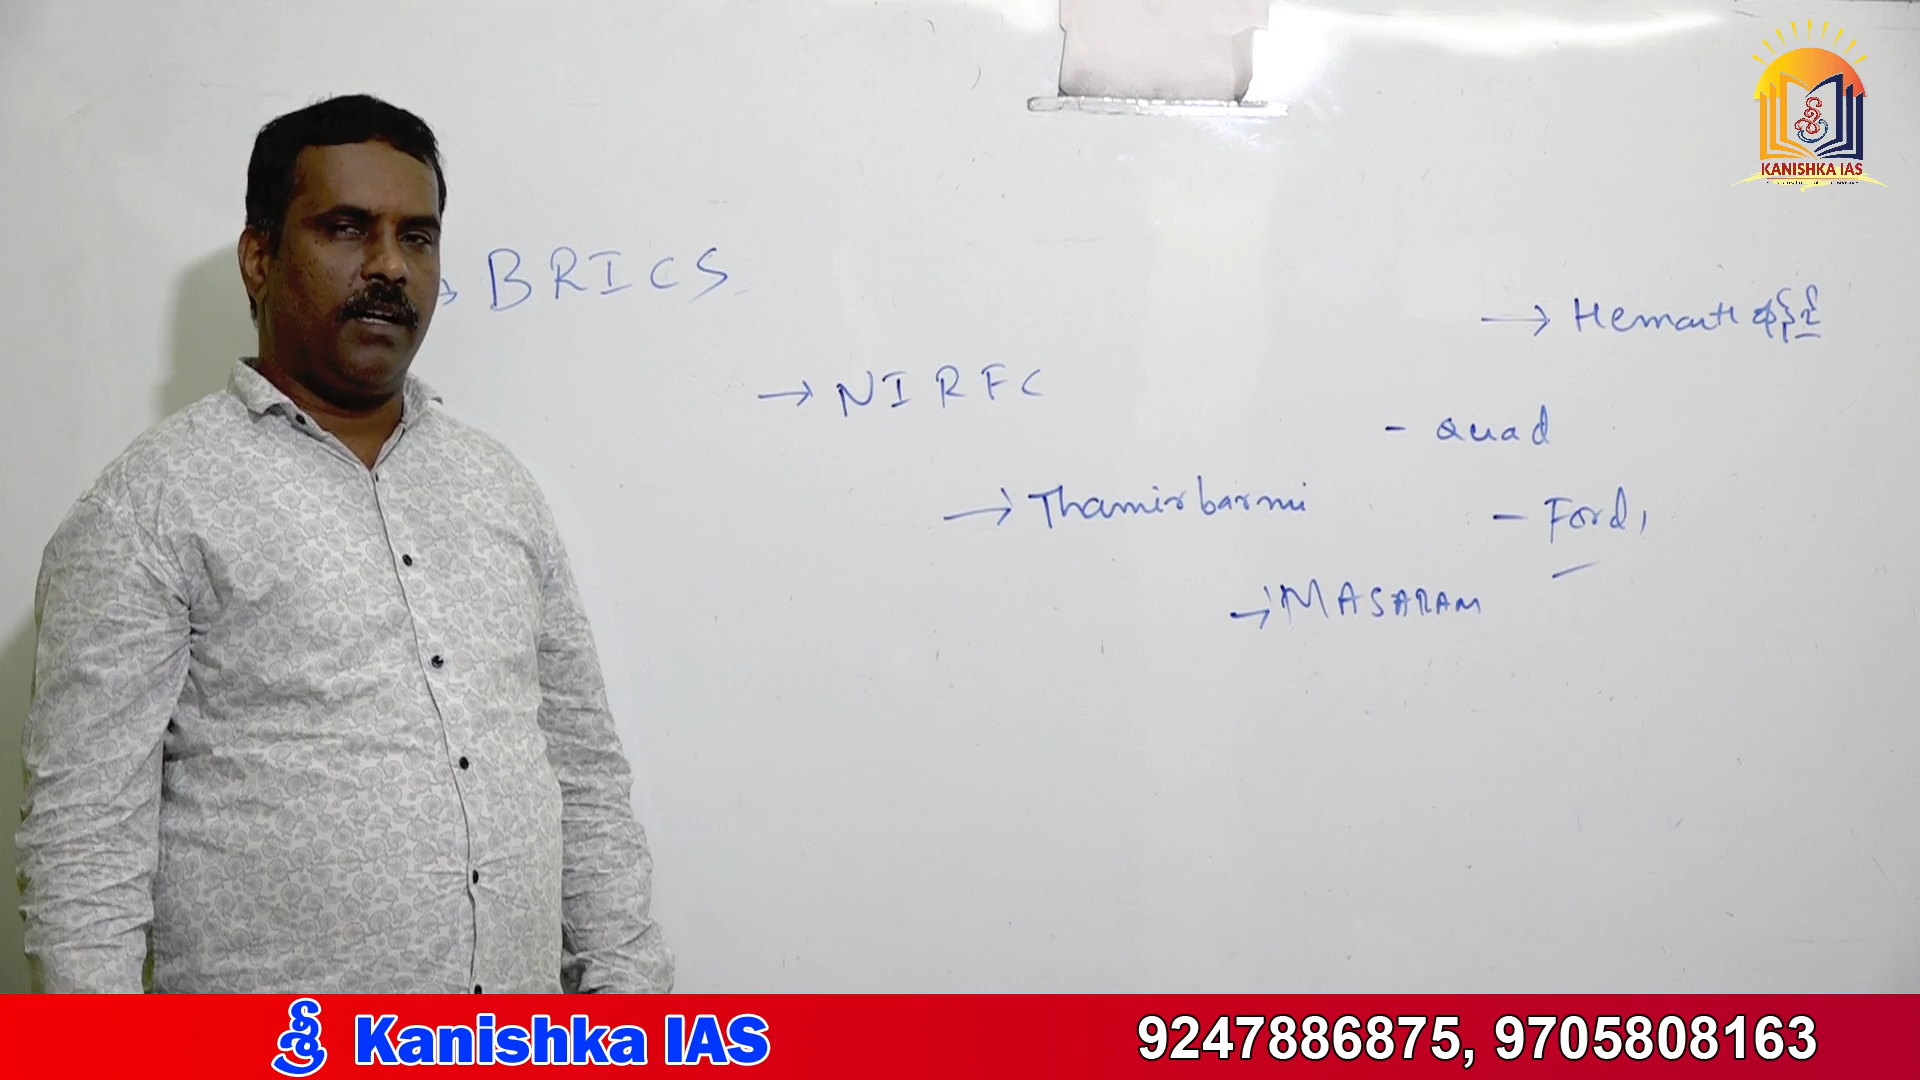 KANISHKA IAS
→ BRICS
→ Hemanth
→ NIRFC
- Quad
→ Thamirbarni
- Ford,
→ MASARAM
శ్రీ Kanishka IAS
9247886875, 9705808163